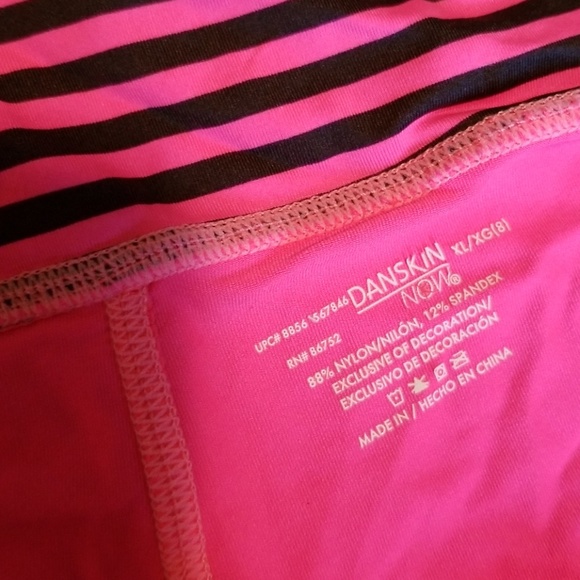 DANSKIN
NOW®
XL/XG(8)
UPC# 8856 567846
RN# 86752
88% NYLON/NILÓN, 12% SPANDEX
EXCLUSIVE OF DECORATION/
EXCLUSIVO DE DECORACIÓN
MADE IN / HECHO EN CHINA